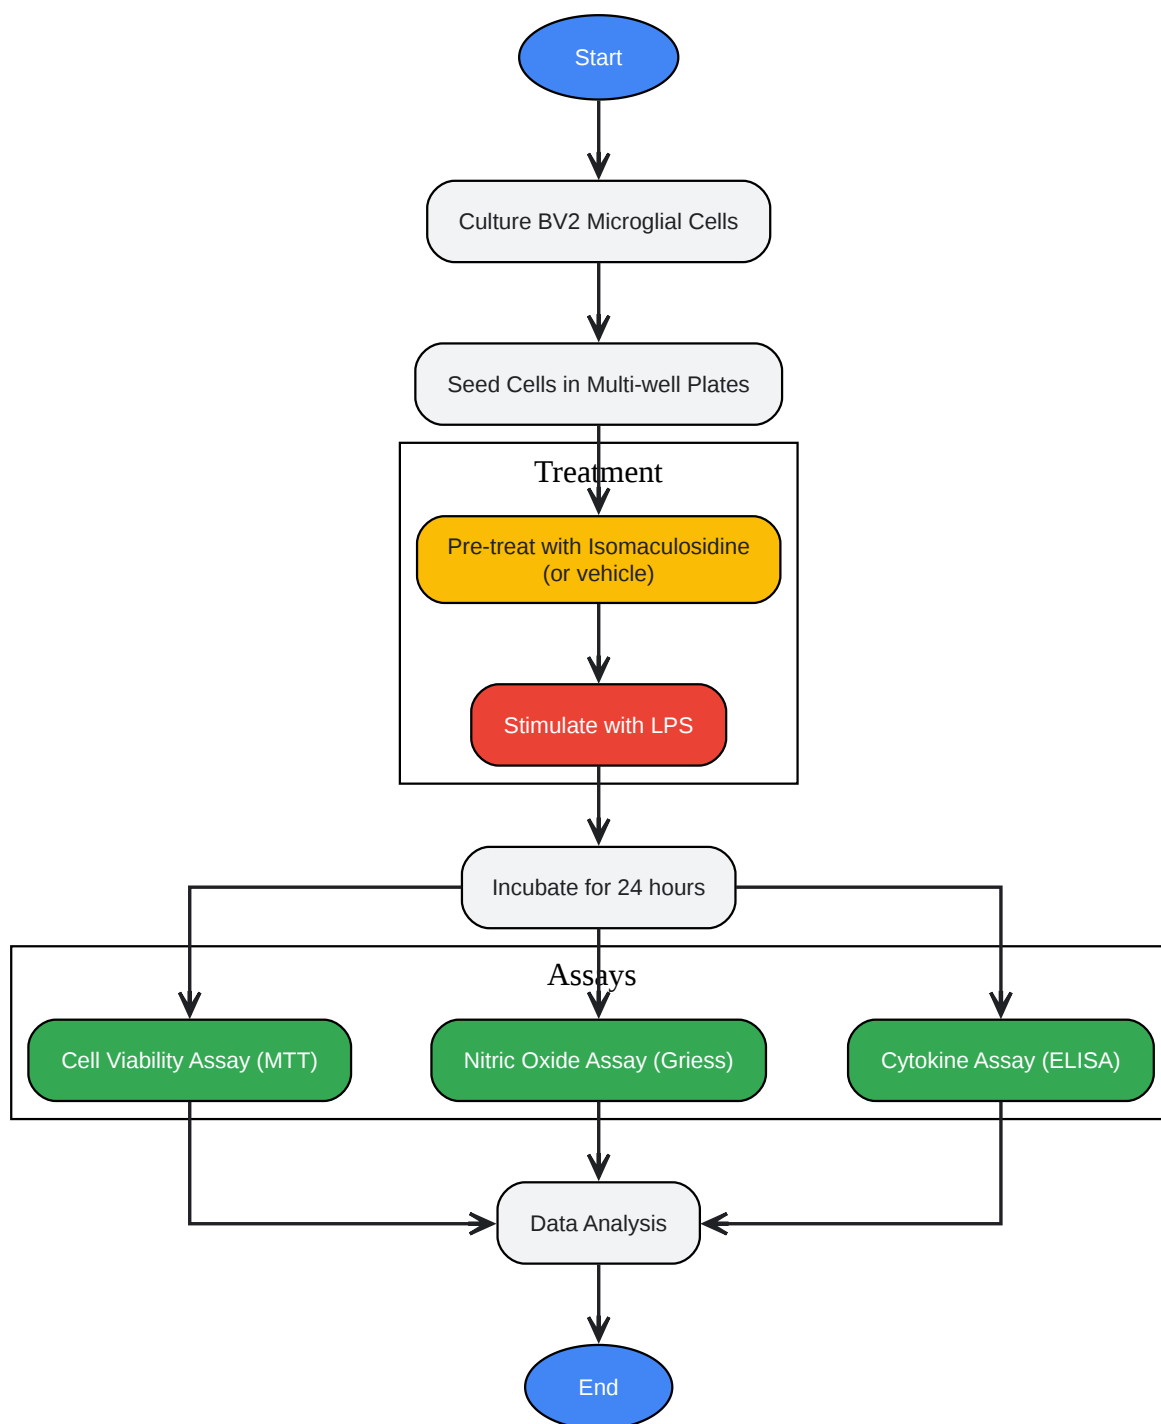 Start
Culture BV2 Microglial Cells
Seed Cells in Multi-well Plates
Treatment
Pre-treat with Isomaculosidine
(or vehicle)
Stimulate with LPS
Incubate for 24 hours
Assays
Cell Viability Assay (MTT)
Nitric Oxide Assay (Griess)
Cytokine Assay (ELISA)
Data Analysis
End